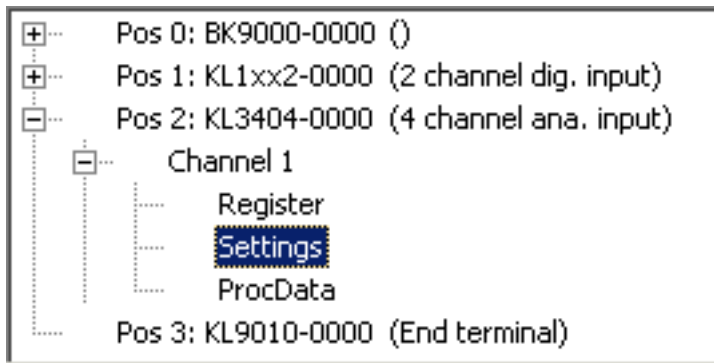 Pos 0: BK9000-0000 ()
Pos 1: KL1xx2-0000 (2 channel dig. input)
Pos 2: KL3404-0000 (4 channel ana. input)
Channel 1
Register
Settings
ProcData
Pos 3: KL9010-0000 (End terminal)